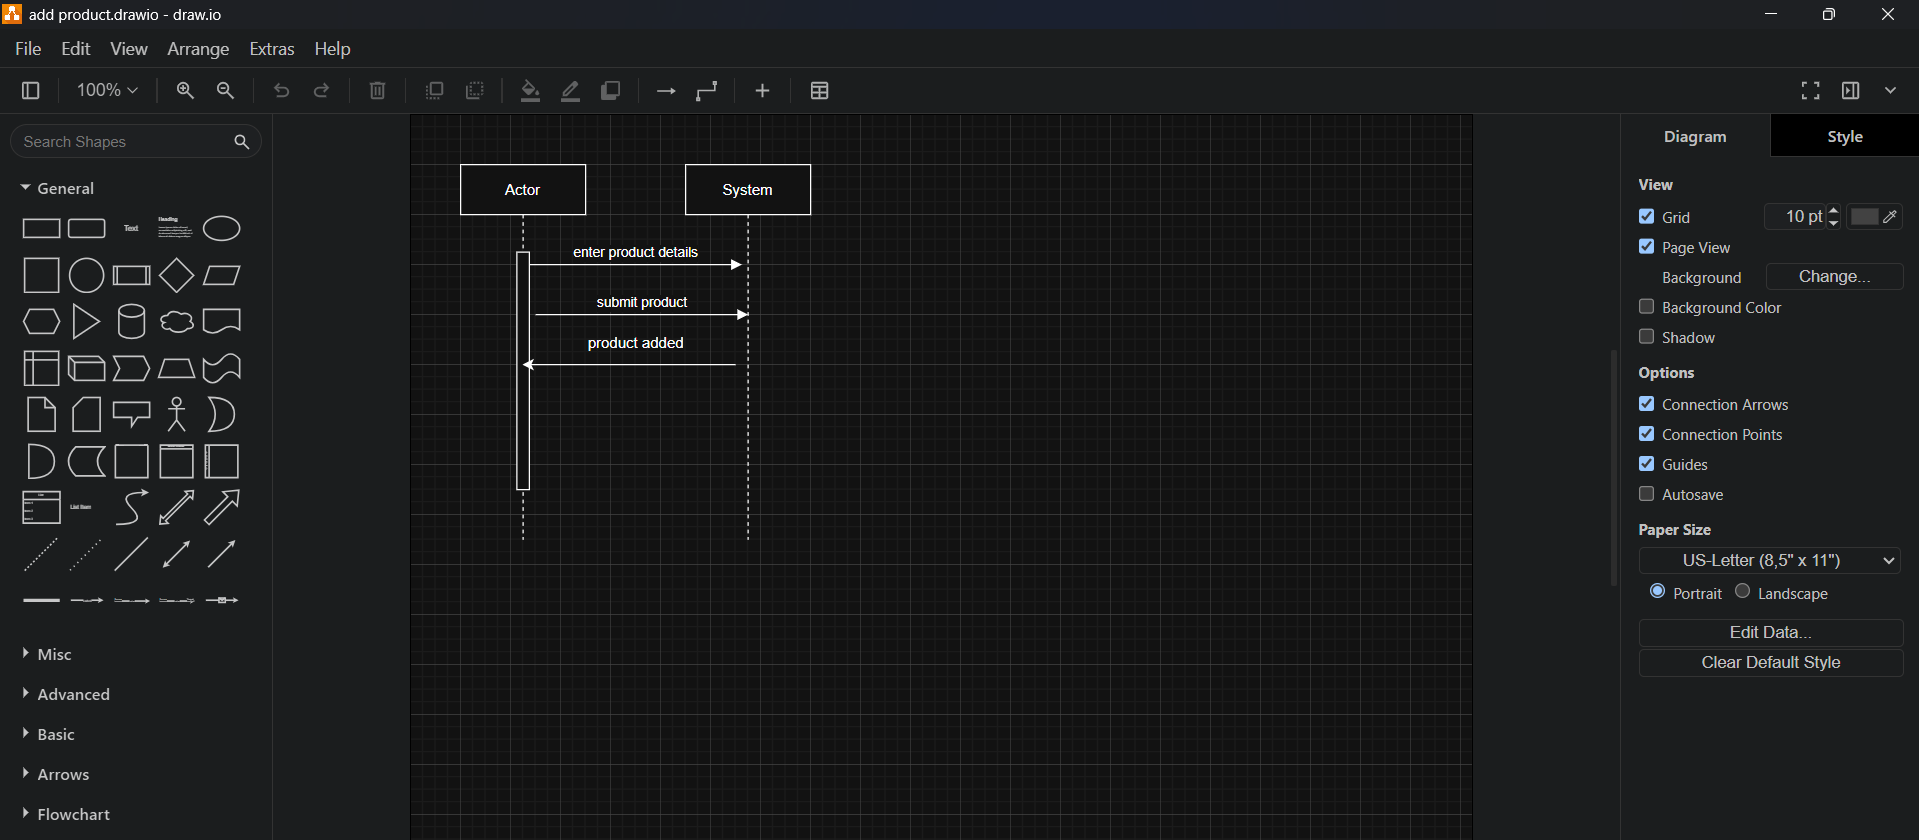 add product.drawio - draw.io
File Edit View Arrange Extras Help
100%
Search Shapes
General
Text
Heading
List Item
Misc
Advanced
Basic
Arrows
Flowchart
Actor
System
enter product details
submit product
product added
Diagram
Style
View
Grid
10 pt
Page View
Background
Change...
Background Color
Shadow
Options
Connection Arrows
Connection Points
Guides
Autosave
Paper Size
US-Letter (8,5" x 11")
Portrait
Landscape
Edit Data...
Clear Default Style